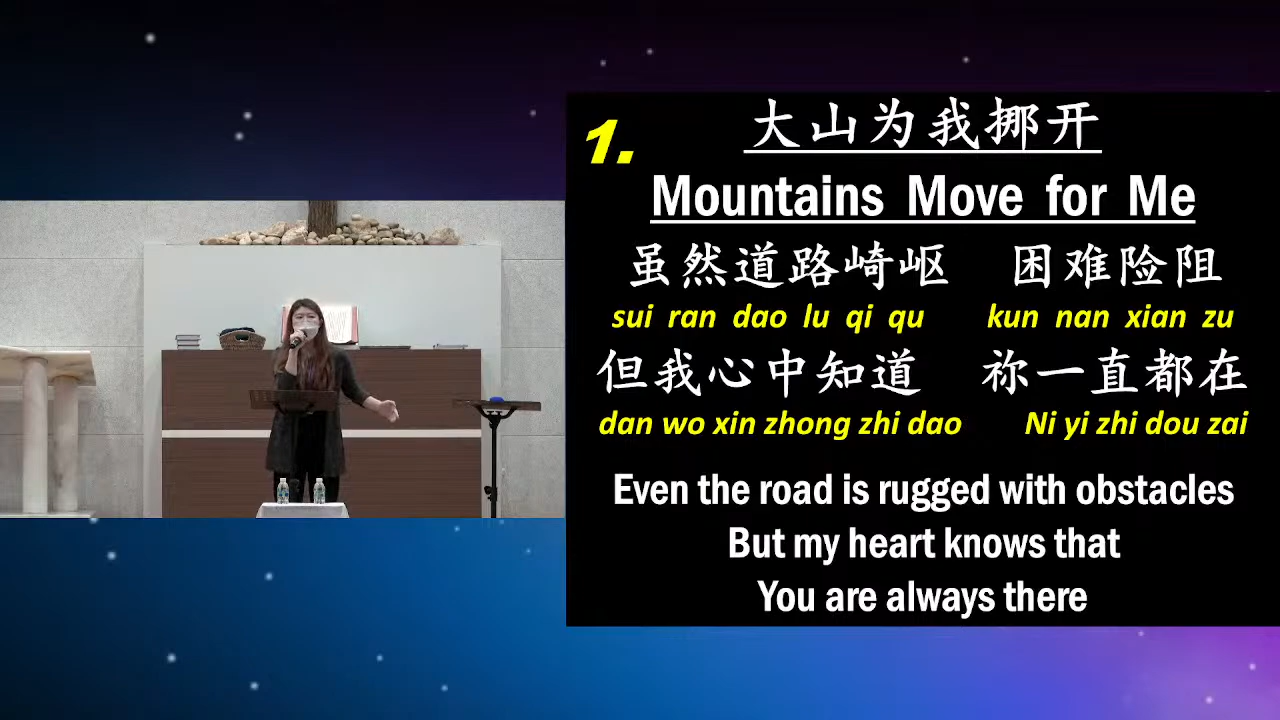 1.
大山为我挪开
Mountains Move for Me
虽然道路崎岖 困难险阻
sui ran dao lu qi qu kun nan xian zu
但我心中知道 祢一直都在
dan wo xin zhong zhi dao Ni yi zhi dou zai
Even the road is rugged with obstacles
But my heart knows that
You are always there